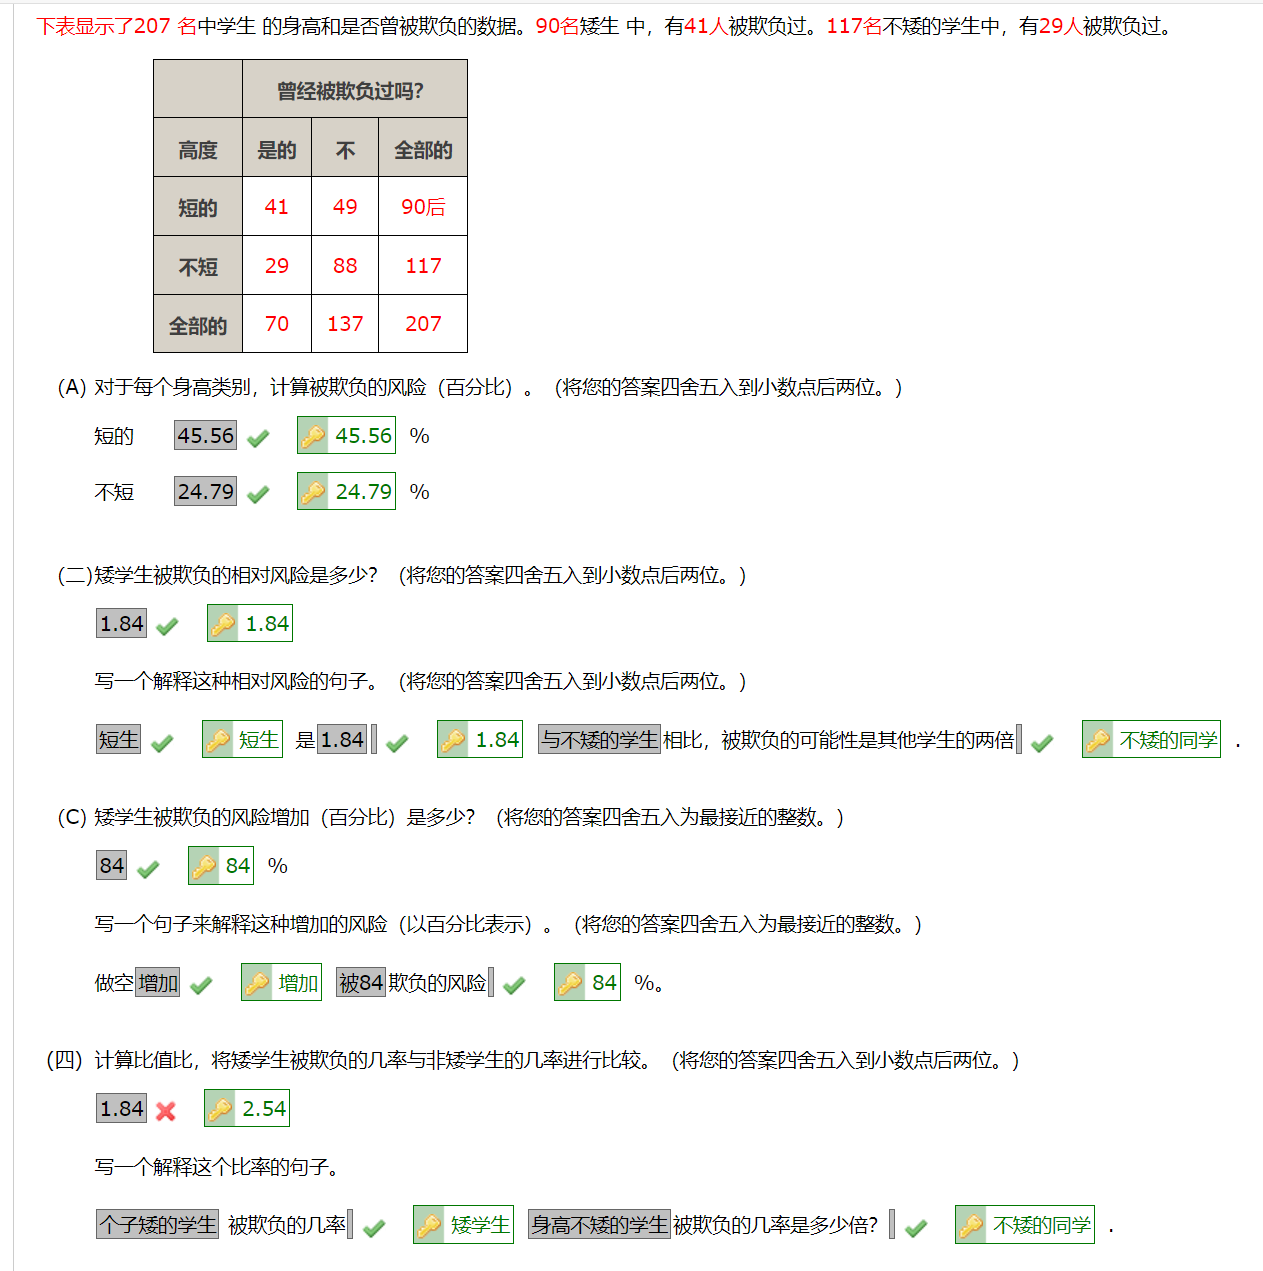 下表显示了207 名中学生 的身高和是否曾被欺负的数据。90名矮生 中，有41人被欺负过。117名不矮的学生中，有29人被欺负过。
曾经被欺负过吗？
高度 是的 不 全部的
短的 41 49 90后
不短 29 88 117
全部的 70 137 207
(A) 对于每个身高类别，计算被欺负的风险（百分比）。（将您的答案四舍五入到小数点后两位。）
短的 45.56 45.56 %
不短 24.79 24.79 %
(二)矮学生被欺负的相对风险是多少？（将您的答案四舍五入到小数点后两位。）
1.84 1.84
写一个解释这种相对风险的句子。（将您的答案四舍五入到小数点后两位。）
短生 短生 是1.84 1.84 与不矮的学生相比，被欺负的可能性是其他学生的两倍 不矮的同学 .
(C) 矮学生被欺负的风险增加（百分比）是多少？（将您的答案四舍五入为最接近的整数。）
84 84 %
写一个句子来解释这种增加的风险（以百分比表示）。（将您的答案四舍五入为最接近的整数。）
做空增加 增加 被84欺负的风险 84 %。
(四) 计算比值比，将矮学生被欺负的几率与非矮学生的几率进行比较。（将您的答案四舍五入到小数点后两位。）
1.84 2.54
写一个解释这个比率的句子。
个子矮的学生 被欺负的几率 矮学生 身高不矮的学生被欺负的几率是多少倍？ 不矮的同学 .